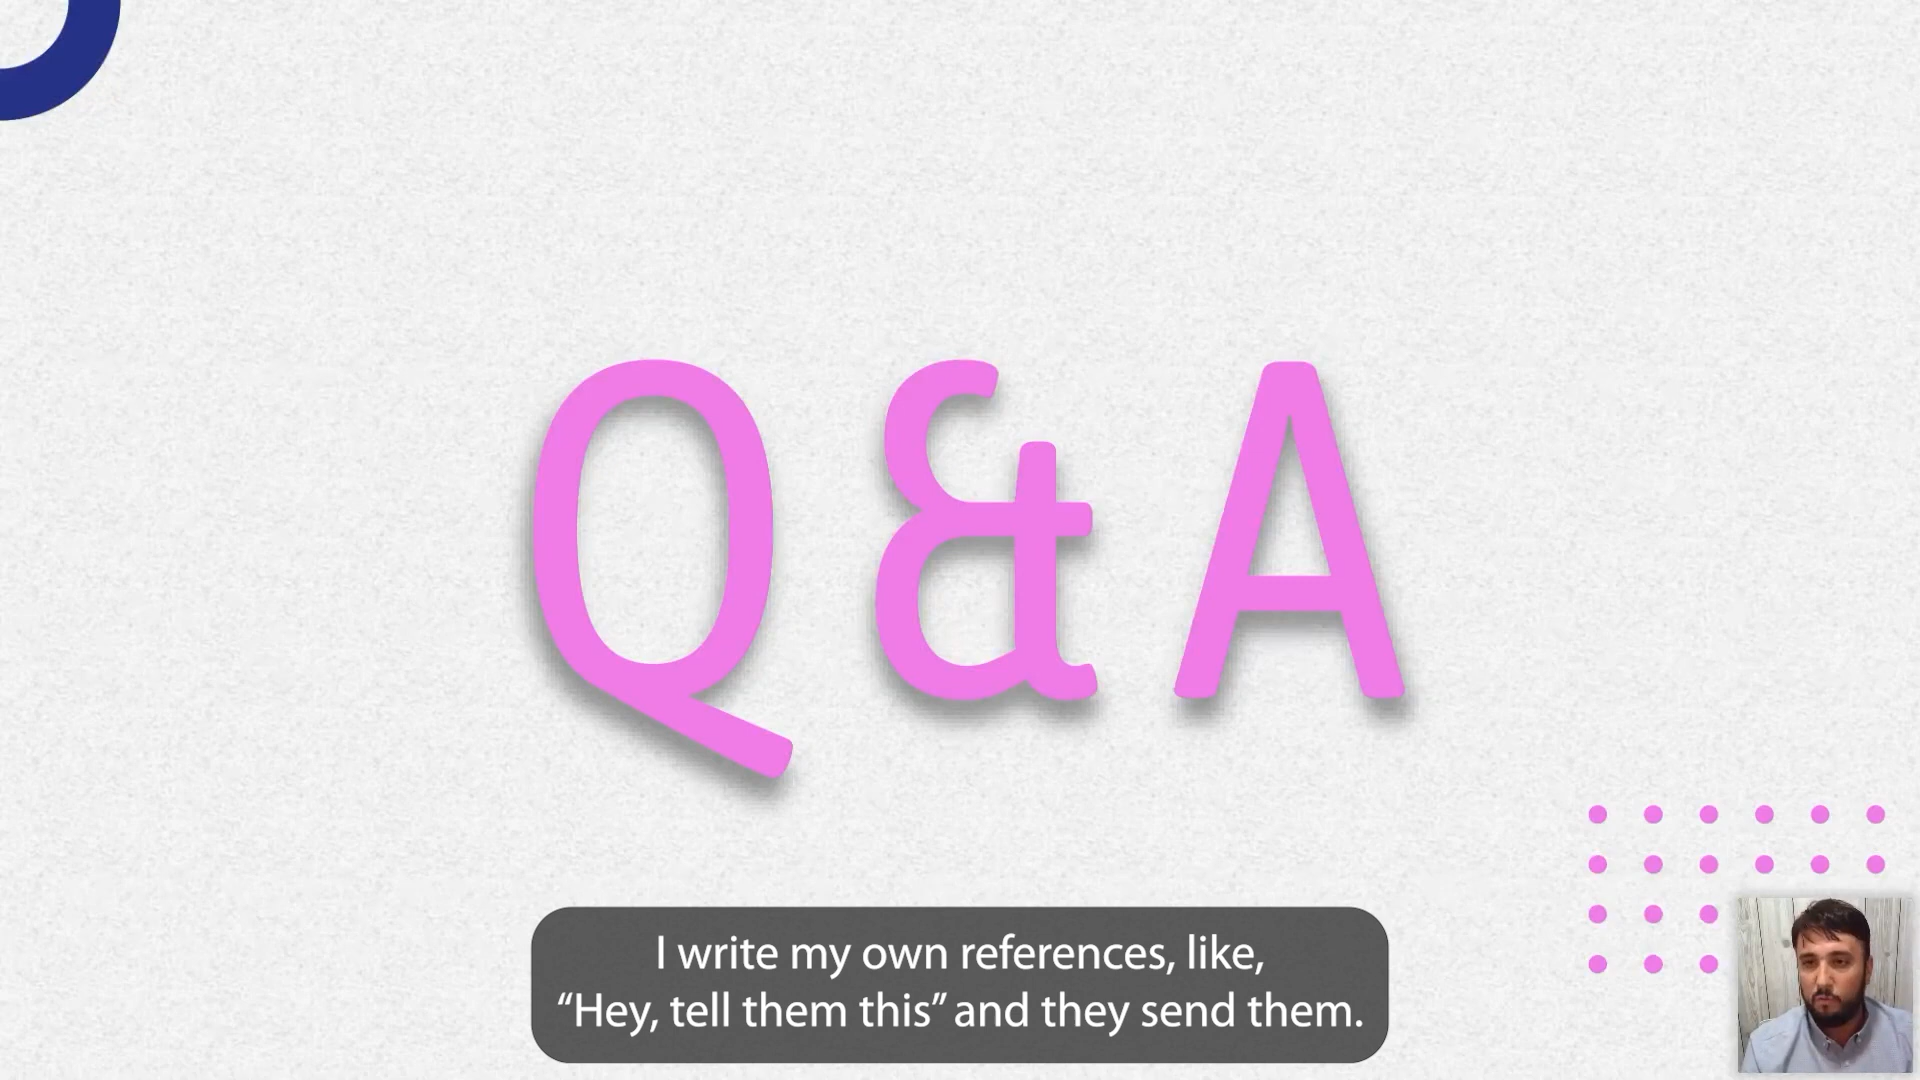 Q & A
I write my own references, like,
“Hey, tell them this” and they send them.